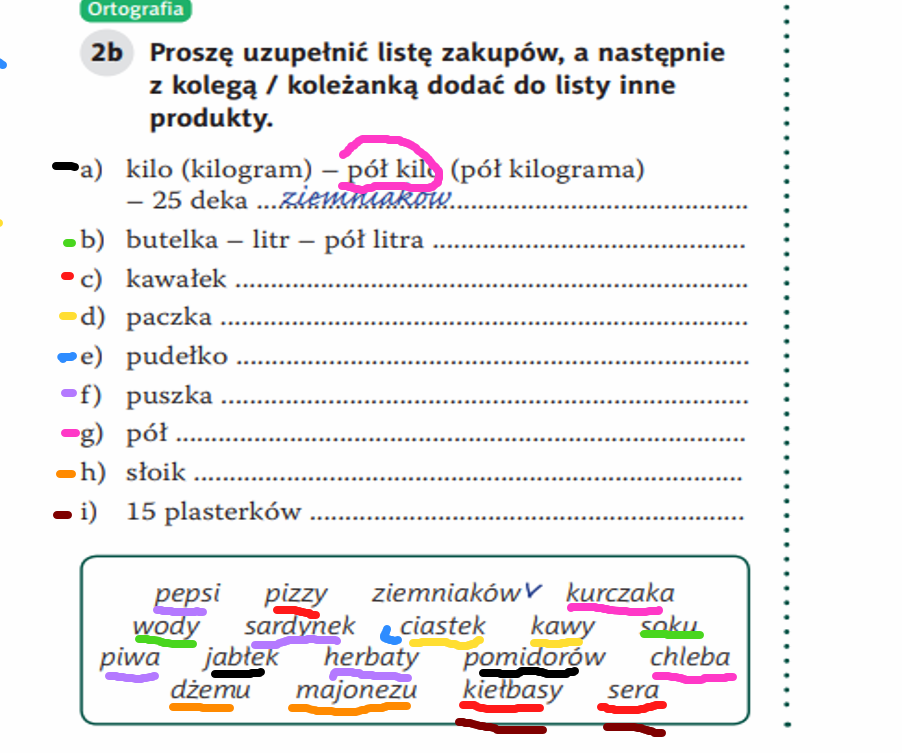 Ortografia
2b Proszę uzupełnić listę zakupów, a następnie
z kolegą / koleżanką dodać do listy inne
produkty.
a) kilo (kilogram) – pół kilo (pół kilograma)
– 25 deka ...ziemniaków...
b) butelka – litr – pół litra ...
c) kawałek ...
d) paczka ...
e) pudełko ...
f) puszka ...
g) pół ...
h) słoik ...
i) 15 plasterków ...
pepsi pizzy ziemniaków kurczaka
wody sardynek ciastek kawy soku
piwa jabłek herbaty pomidorów chleba
dżemu majonezu kiełbasy sera